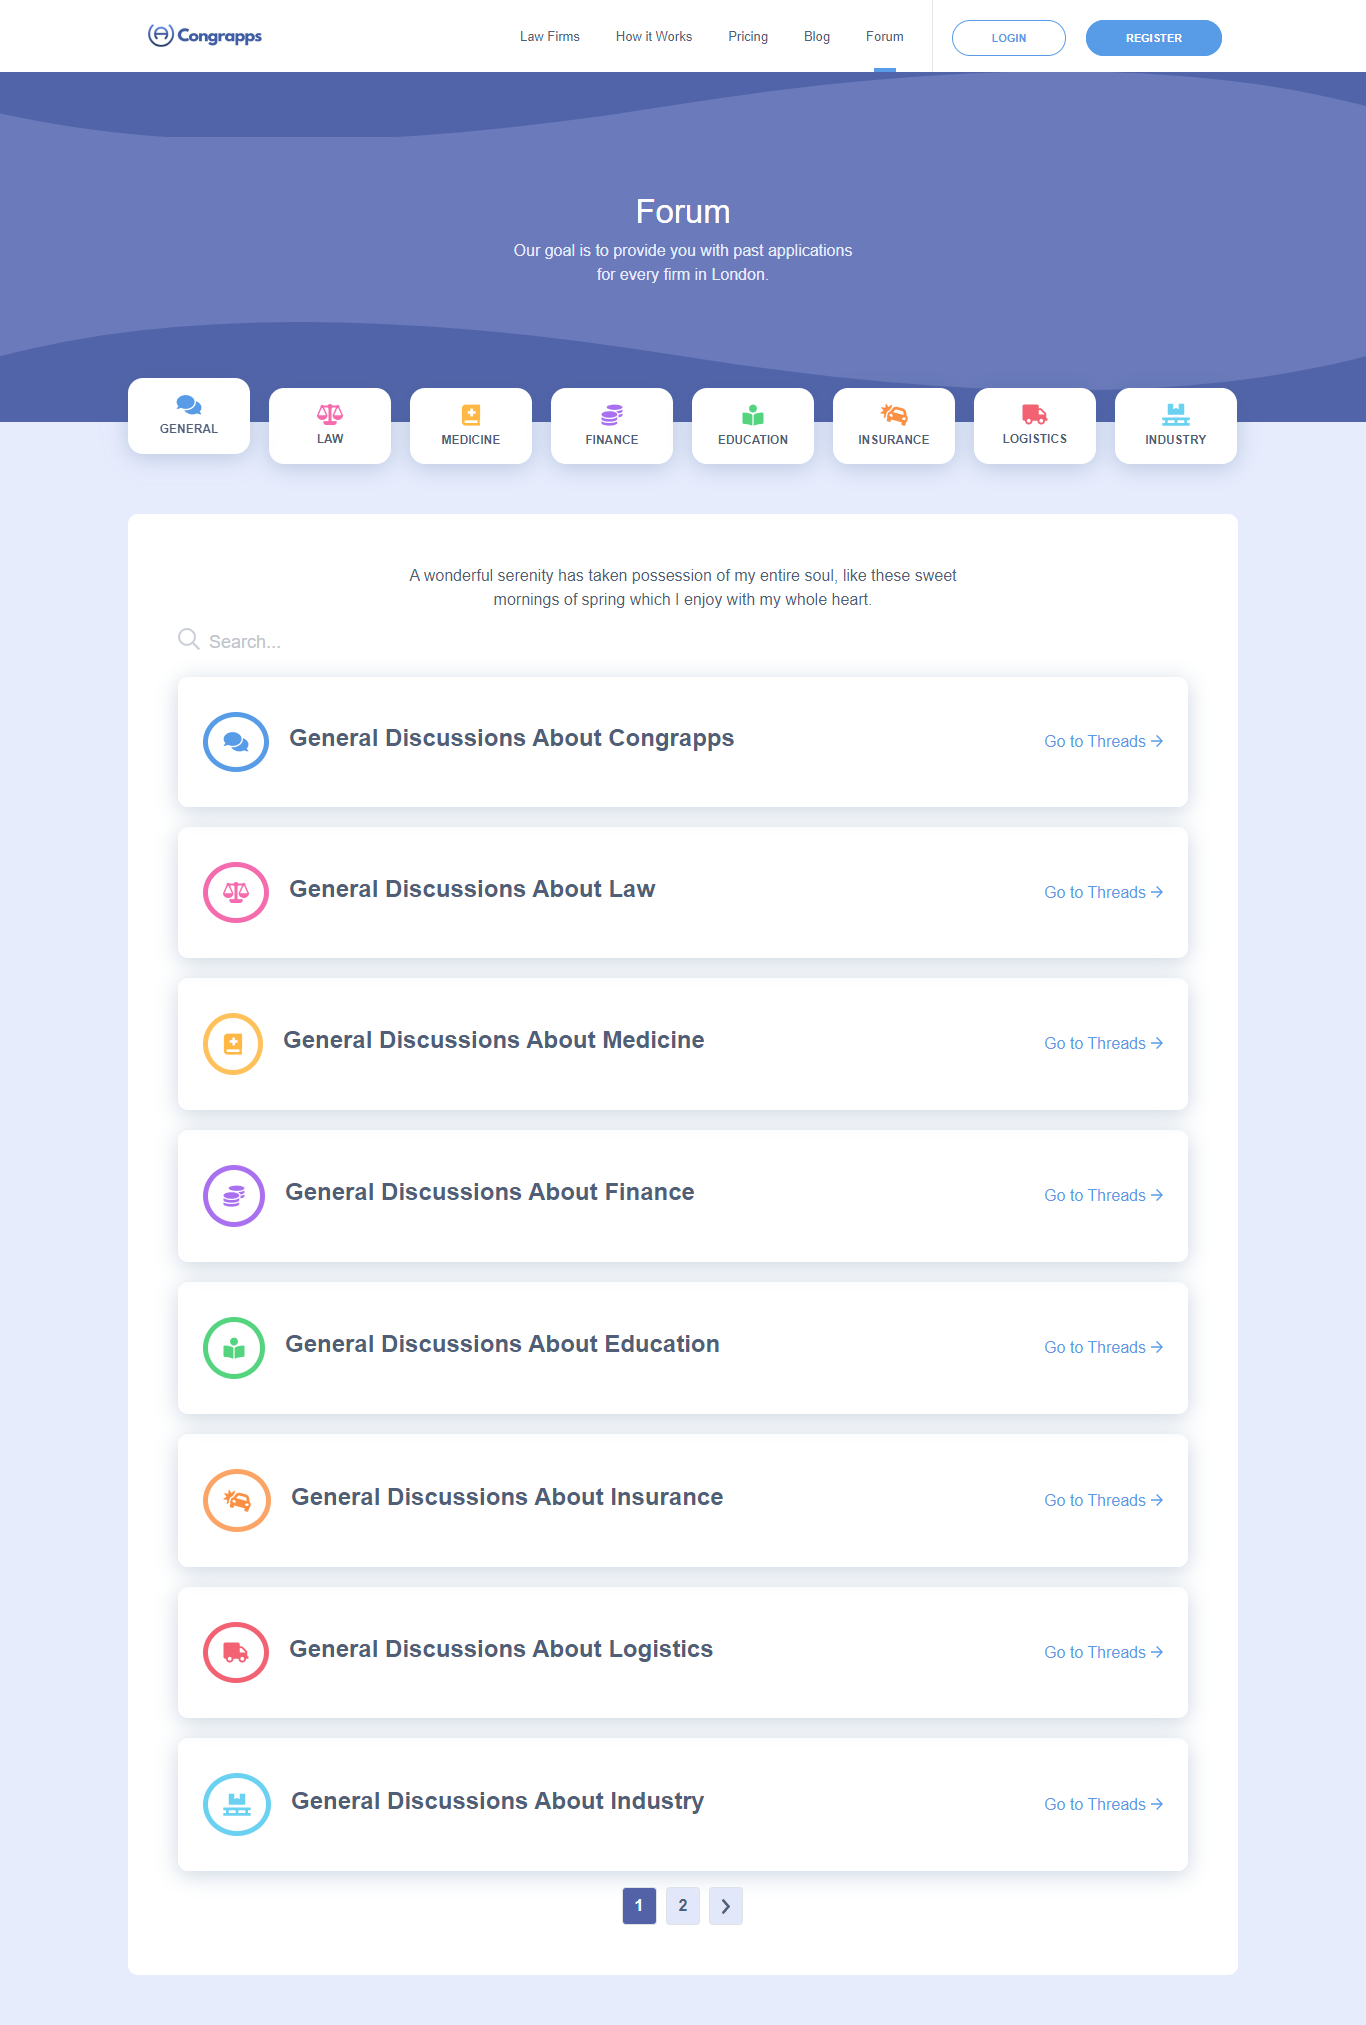 Congrapps
Law Firms
How it Works
Pricing
Blog
Forum
LOGIN
REGISTER
Forum
Our goal is to provide you with past applications
for every firm in London.
GENERAL
LAW
MEDICINE
FINANCE
EDUCATION
INSURANCE
LOGISTICS
INDUSTRY
A wonderful serenity has taken possession of my entire soul, like these sweet
mornings of spring which I enjoy with my whole heart.
Search...
General Discussions About Congrapps
Go to Threads
General Discussions About Law
Go to Threads
General Discussions About Medicine
Go to Threads
General Discussions About Finance
Go to Threads
General Discussions About Education
Go to Threads
General Discussions About Insurance
Go to Threads
General Discussions About Logistics
Go to Threads
General Discussions About Industry
Go to Threads
1
2